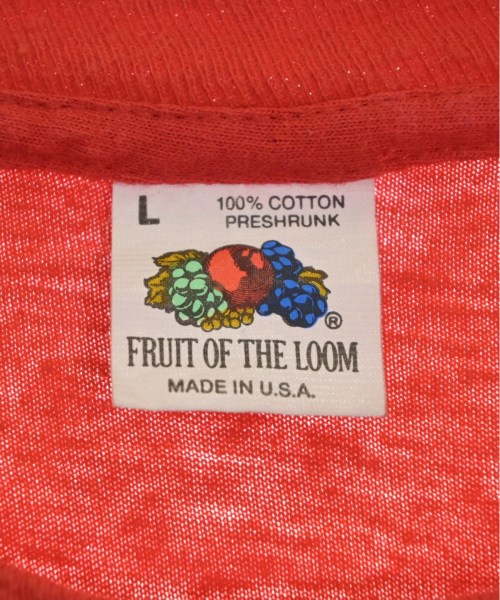 L
100% COTTON
PRESHRUNK
®
FRUIT OF THE LOOM
MADE IN U.S.A.